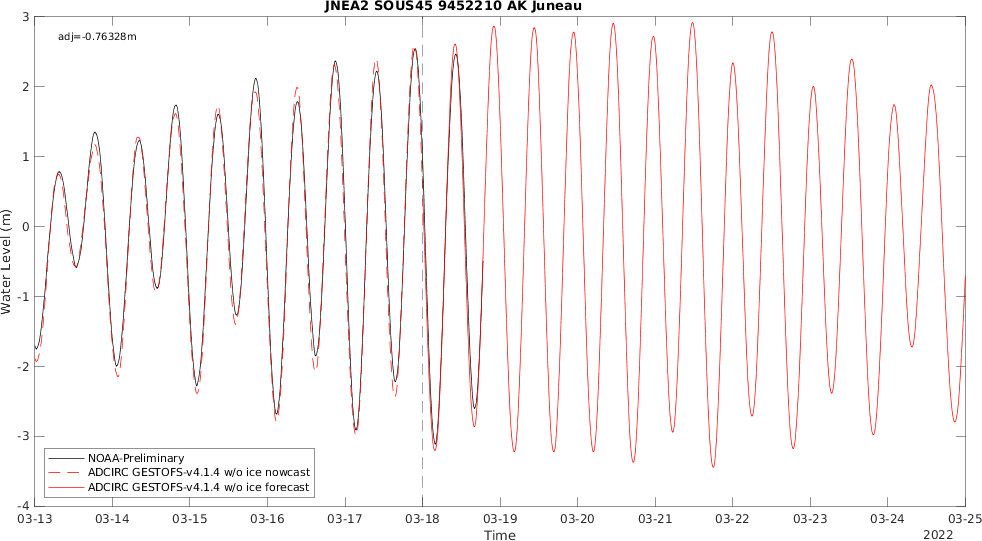 JNEA2 SOUS45 9452210 AK Juneau
adj=-0.76328m
3
2
1
0
-1
-2
-3
-4
Water Level (m)
NOAA-Preliminary
ADCIRC GESTOFS-v4.1.4 w/o ice nowcast
ADCIRC GESTOFS-v4.1.4 w/o ice forecast
03-13 03-14 03-15 03-16 03-17 03-18 03-19 03-20 03-21 03-22 03-23 03-24 03-25
Time
2022